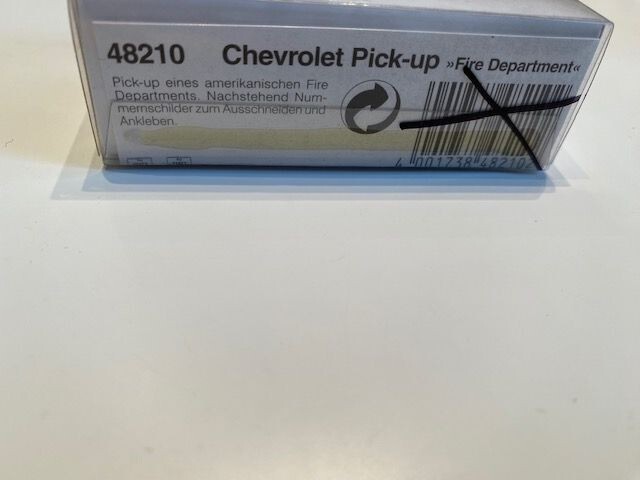 48210 Chevrolet Pick-up »Fire Department«
Pick-up eines amerikanischen Fire
Departments. Nachstehend Num-
mernschilder zum Ausschneiden und
Ankleben.
4 001738 48210